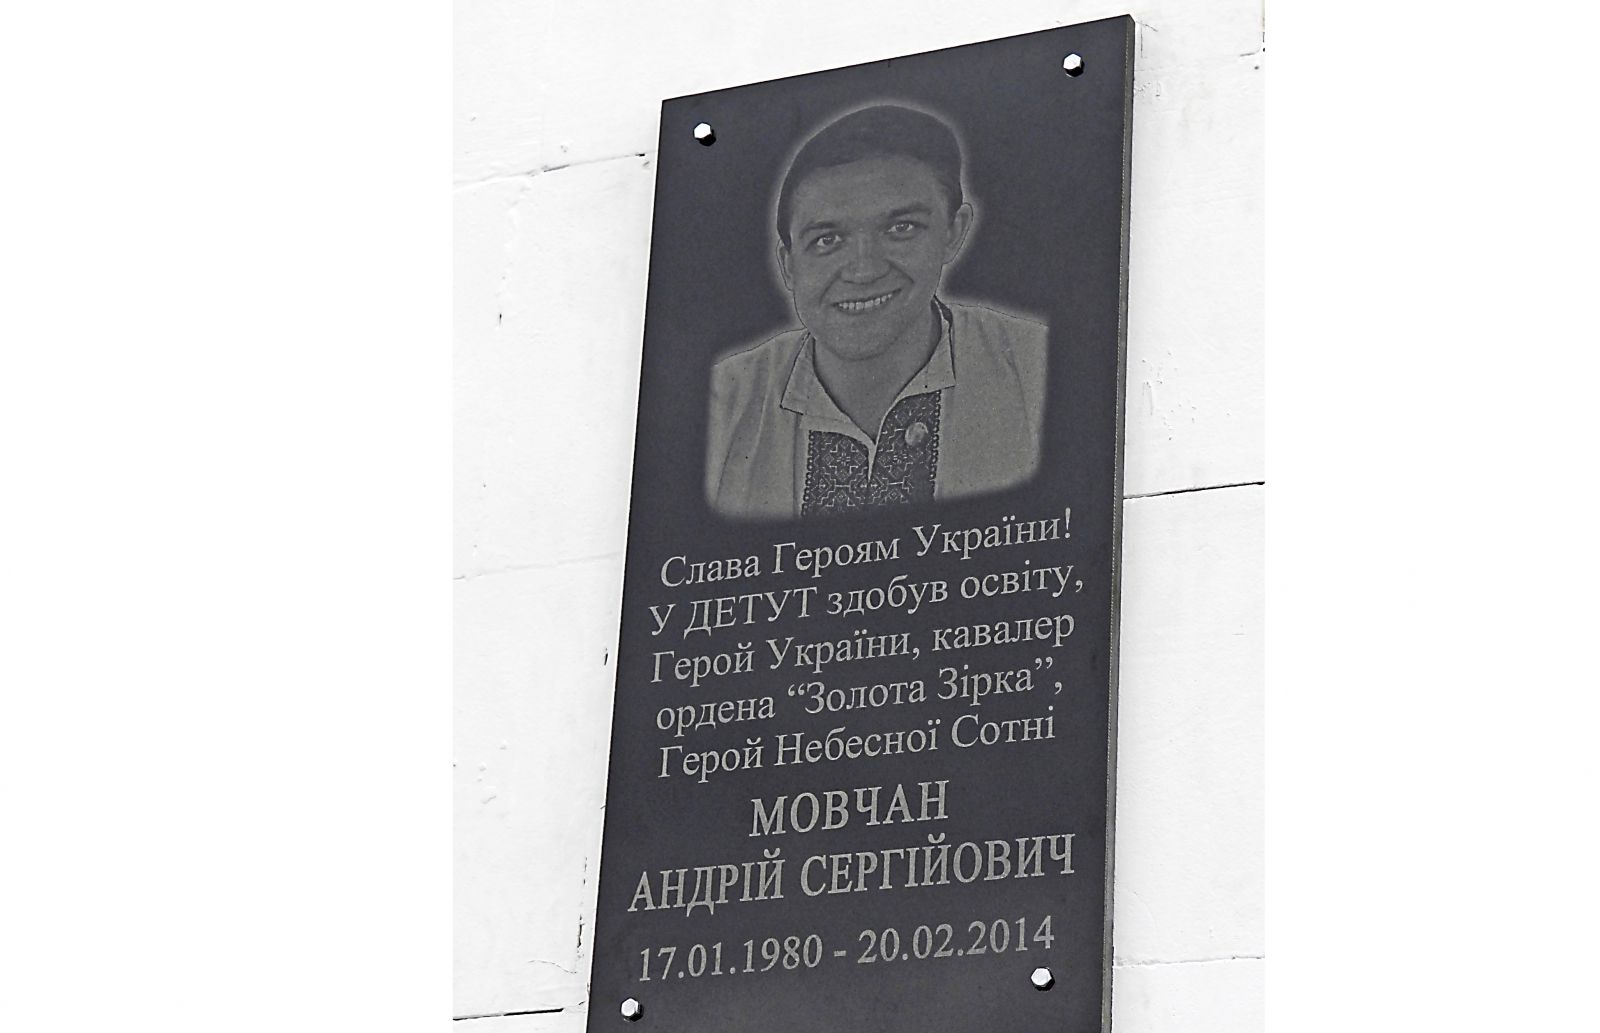 Слава Героям України!
У ДЕТУТ здобув освіту,
Герой України, кавалер
ордена “Золота Зірка”,
Герой Небесної Сотні
МОВЧАН
АНДРІЙ СЕРГІЙОВИЧ
17.01.1980 - 20.02.2014